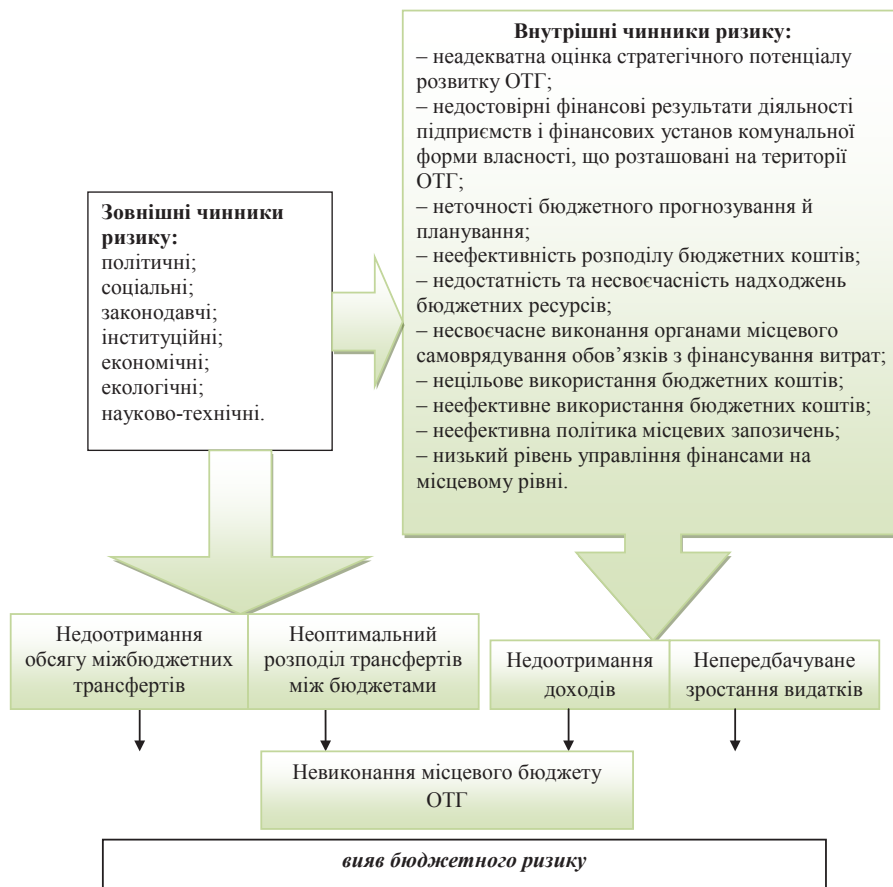 Внутрішні чинники ризику:
– неадекватна оцінка стратегічного потенціалу
розвитку ОТГ;
– недостовірні фінансові результати діяльності
підприємств і фінансових установ комунальної
форми власності, що розташовані на території
ОТГ;
– неточності бюджетного прогнозування й
планування;
– неефективність розподілу бюджетних коштів;
– недостатність та несвоєчасність надходжень
бюджетних ресурсів;
– несвоєчасне виконання органами місцевого
самоврядування обов’язків з фінансування витрат;
– нецільове використання бюджетних коштів;
– неефективне використання бюджетних коштів;
– неефективна політика місцевих запозичень;
– низький рівень управління фінансами на
місцевому рівні.
Зовнішні чинники
ризику:
політичні;
соціальні;
законодавчі;
інституційні;
економічні;
екологічні;
науково-технічні.
Недоотримання
обсягу міжбюджетних
трансфертів
Неоптимальний
розподіл трансфертів
між бюджетами
Недоотримання
доходів
Непередбачуване
зростання видатків
Невиконання місцевого бюджету
ОТГ
вияв бюджетного ризику